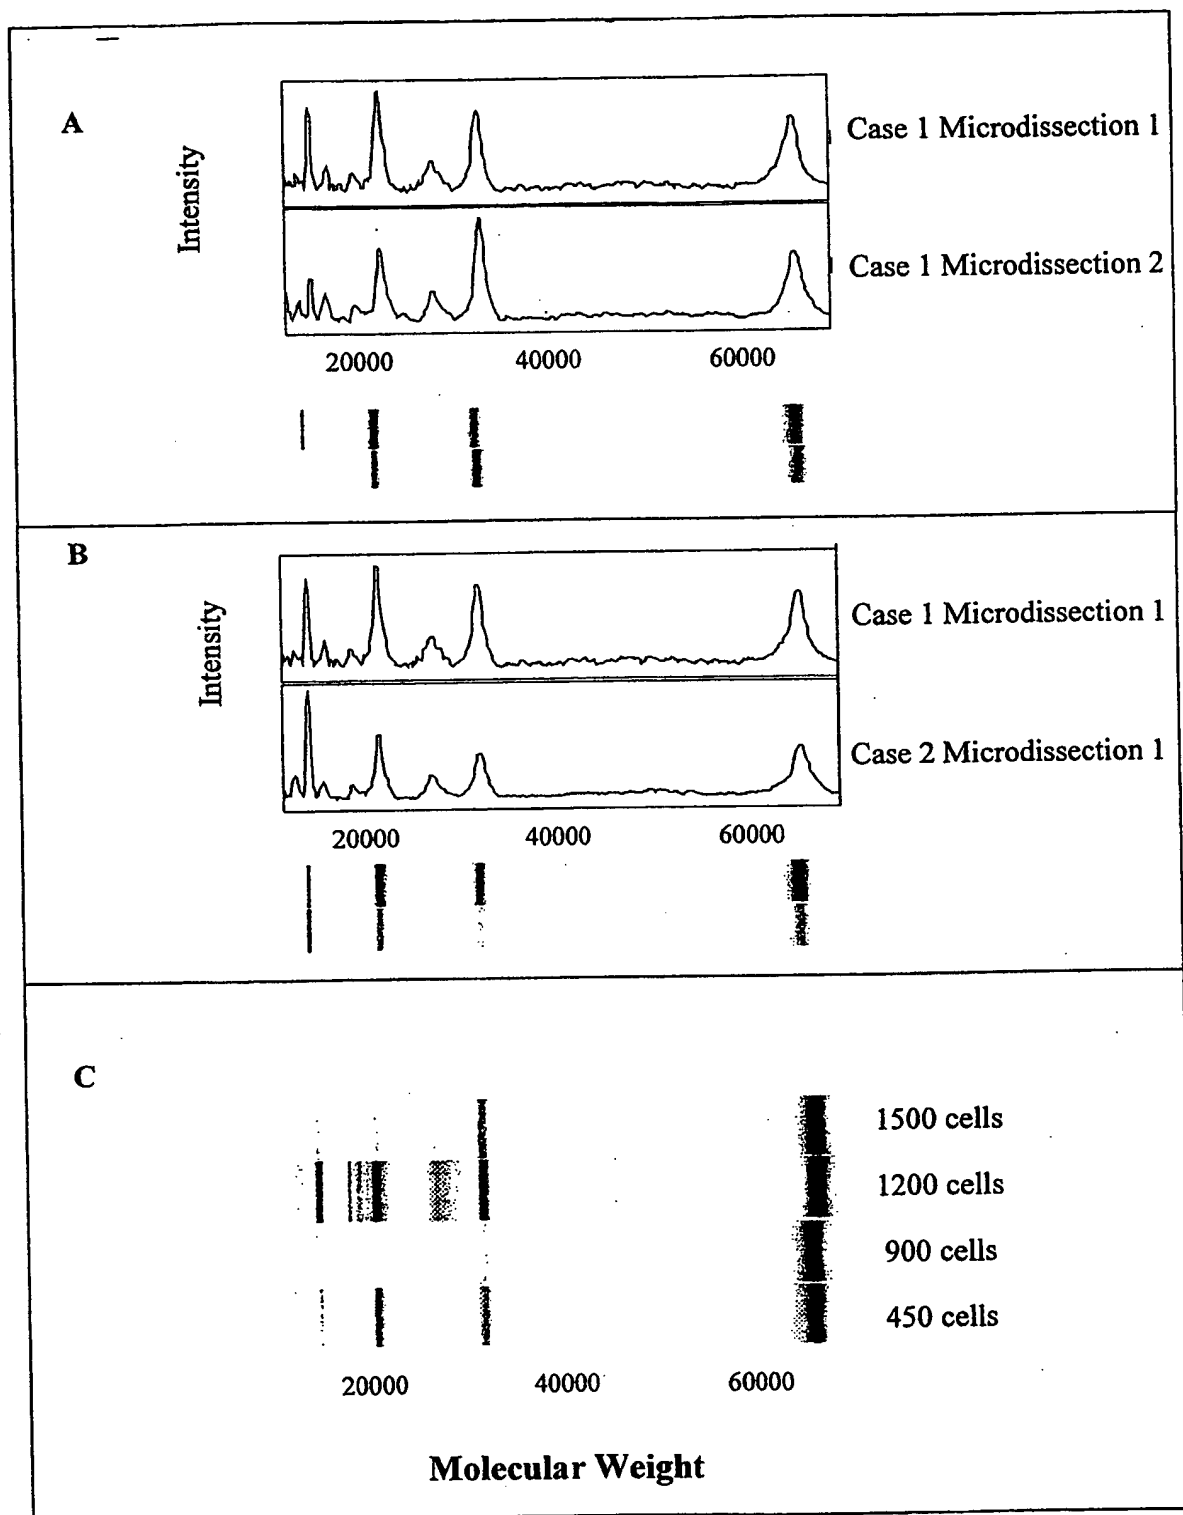 A
Intensity
Case 1 Microdissection 1
Case 1 Microdissection 2
20000 40000 60000
B
Intensity
Case 1 Microdissection 1
Case 2 Microdissection 1
20000 40000 60000
C
1500 cells
1200 cells
900 cells
450 cells
20000 40000 60000
Molecular Weight